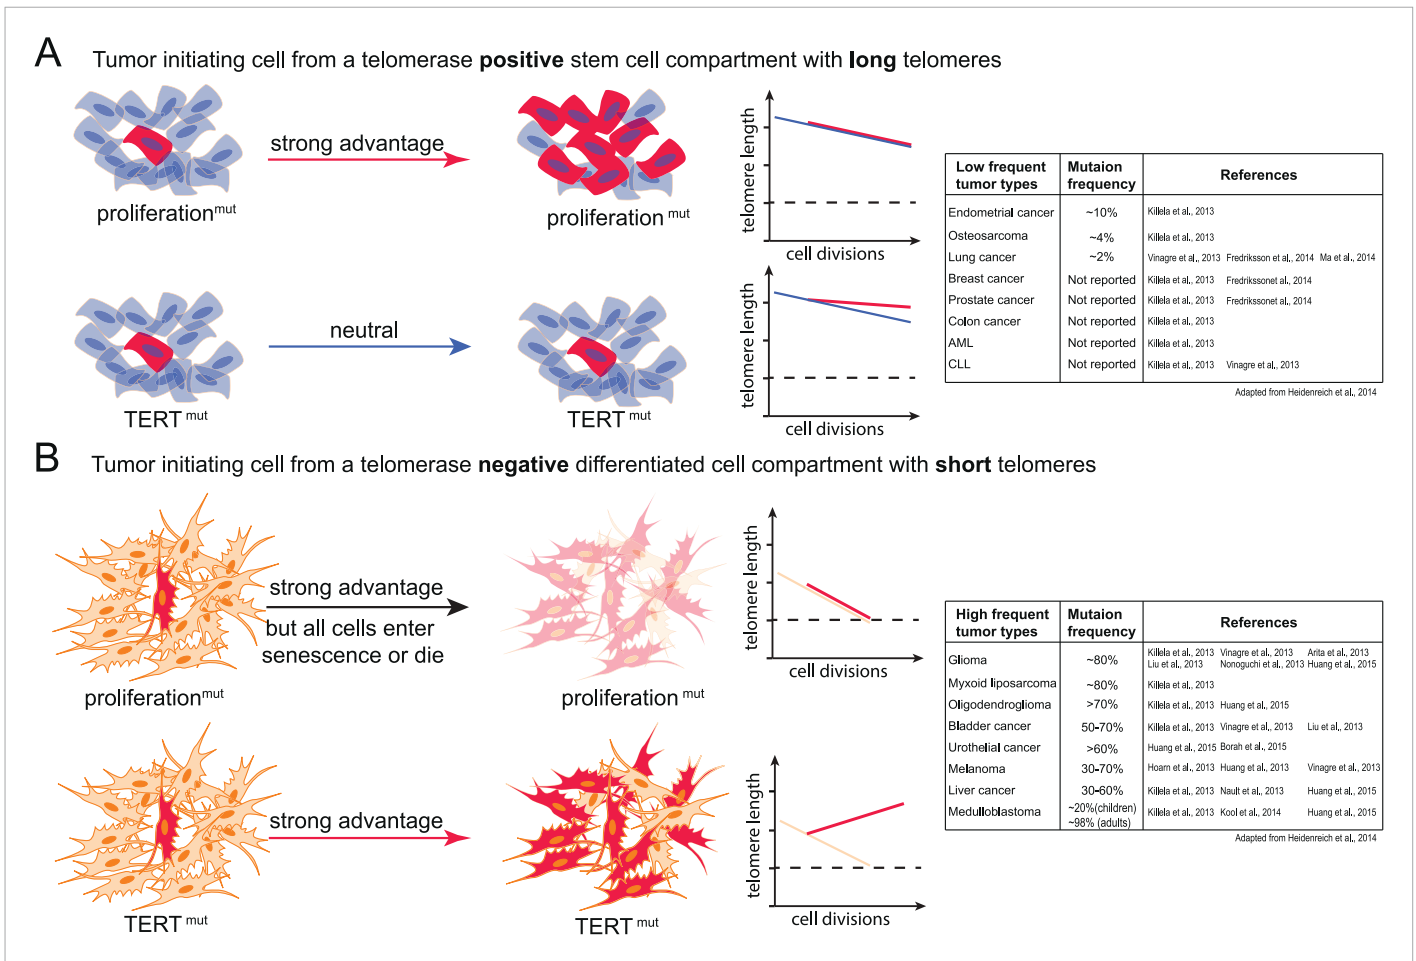 A
Tumor initiating cell from a telomerase positive stem cell compartment with long telomeres
strong advantage
proliferation mut
proliferation mut
telomere length
cell divisions
neutral
TERT mut
TERT mut
telomere length
cell divisions
Low frequent tumor types Mutaion frequency References
Endometrial cancer ~10% Killela et al., 2013
Osteosarcoma ~4% Killela et al., 2013
Lung cancer ~2% Vinagre et al., 2013 Fredriksson et al., 2014 Ma et al., 2014
Breast cancer Not reported Killela et al., 2013 Fredrikssonet al., 2014
Prostate cancer Not reported Killela et al., 2013 Fredrikssonet al., 2014
Colon cancer Not reported Killela et al., 2013
AML Not reported Killela et al., 2013
CLL Not reported Killela et al., 2013 Vinagre et al., 2013
Adapted from Heidenreich et al., 2014
B
Tumor initiating cell from a telomerase negative differentiated cell compartment with short telomeres
strong advantage
but all cells enter
senescence or die
proliferation mut
proliferation mut
telomere length
cell divisions
strong advantage
TERT mut
TERT mut
telomere length
cell divisions
High frequent tumor types Mutaion frequency References
Glioma ~80% Killela et al., 2013 Vinagre et al., 2013 Arita et al., 2013
Liu et al., 2013 Nonoguchi et al., 2013 Huang et al., 2015
Myxoid liposarcoma ~80% Killela et al., 2013
Oligodendroglioma >70% Killela et al., 2013 Huang et al., 2015
Bladder cancer 50-70% Killela et al., 2013 Vinagre et al., 2013 Liu et al., 2013
Urothelial cancer >60% Huang et al., 2015 Borah et al., 2015
Melanoma 30-70% Hoarn et al., 2013 Huang et al., 2013 Vinagre et al., 2013
Liver cancer 30-60% Killela et al., 2013 Nault et al., 2013 Huang et al., 2015
Medulloblastoma ~20%(children) ~98% (adults) Killela et al., 2013 Kool et al., 2014 Huang et al., 2015
Adapted from Heidenreich et al., 2014